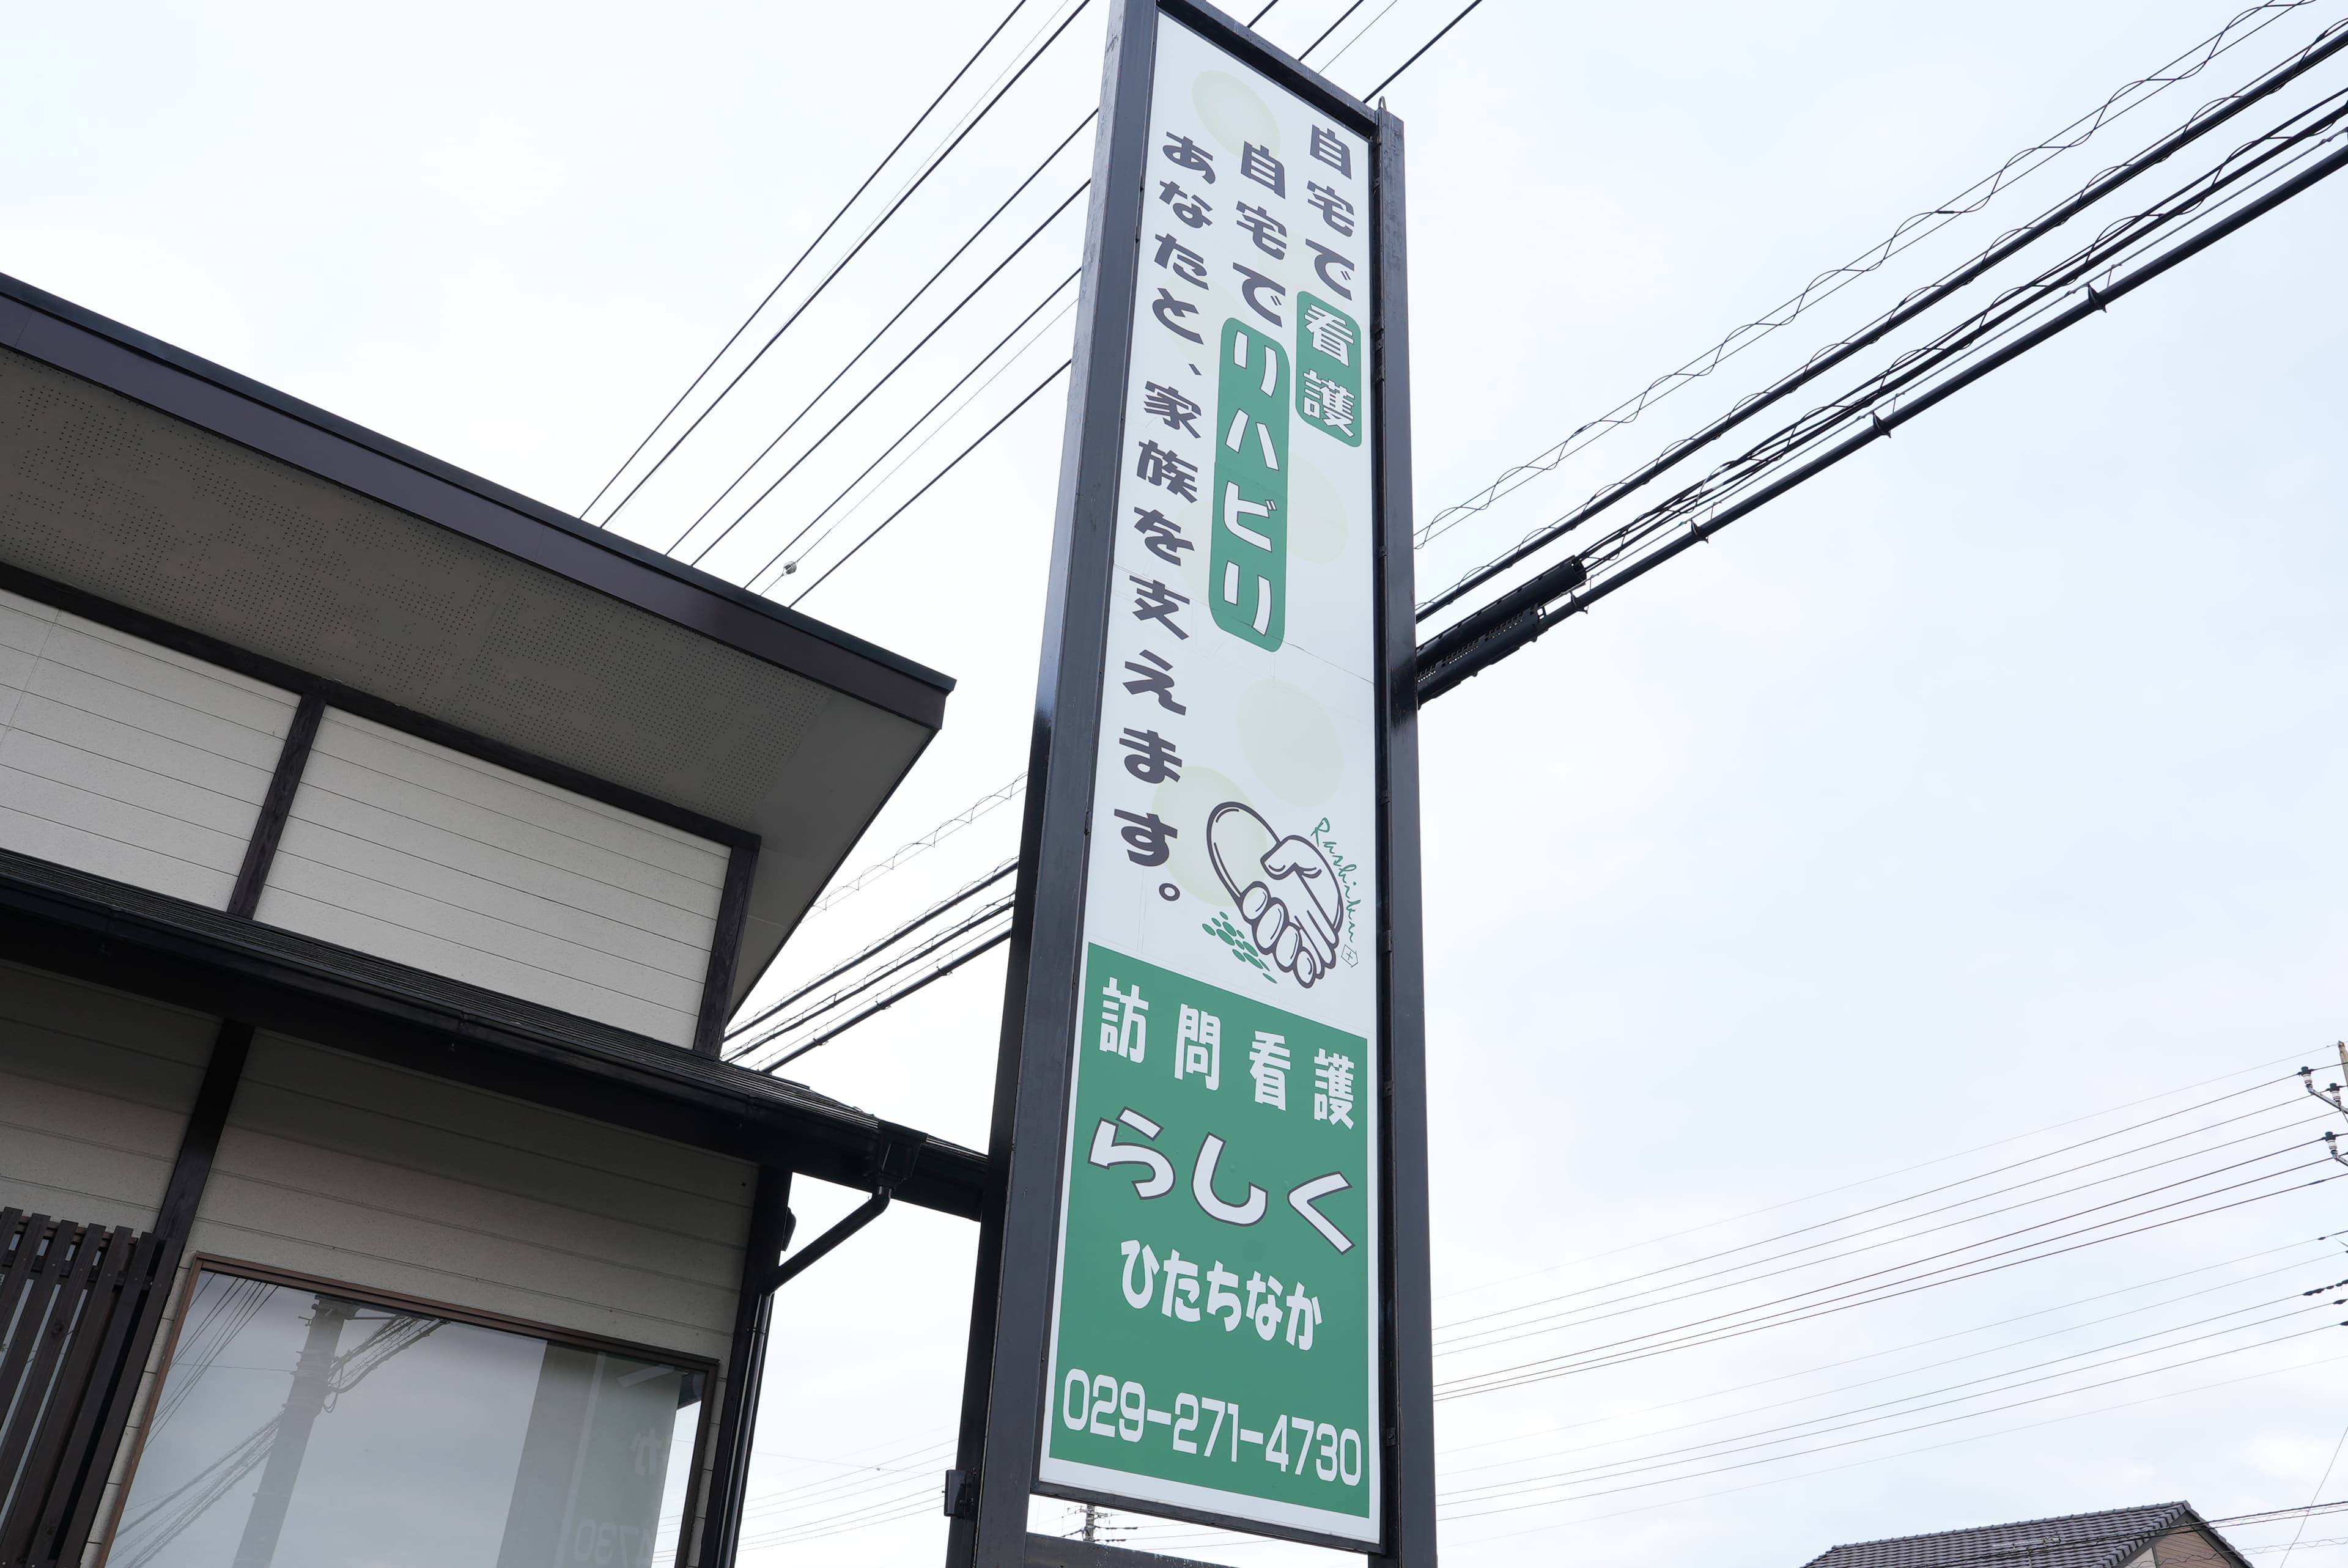 自宅で看護
自宅でリハビリ
あなたと、家族を支えます。
Rashiku
訪問看護
らしく
ひたちなか
029-271-4730